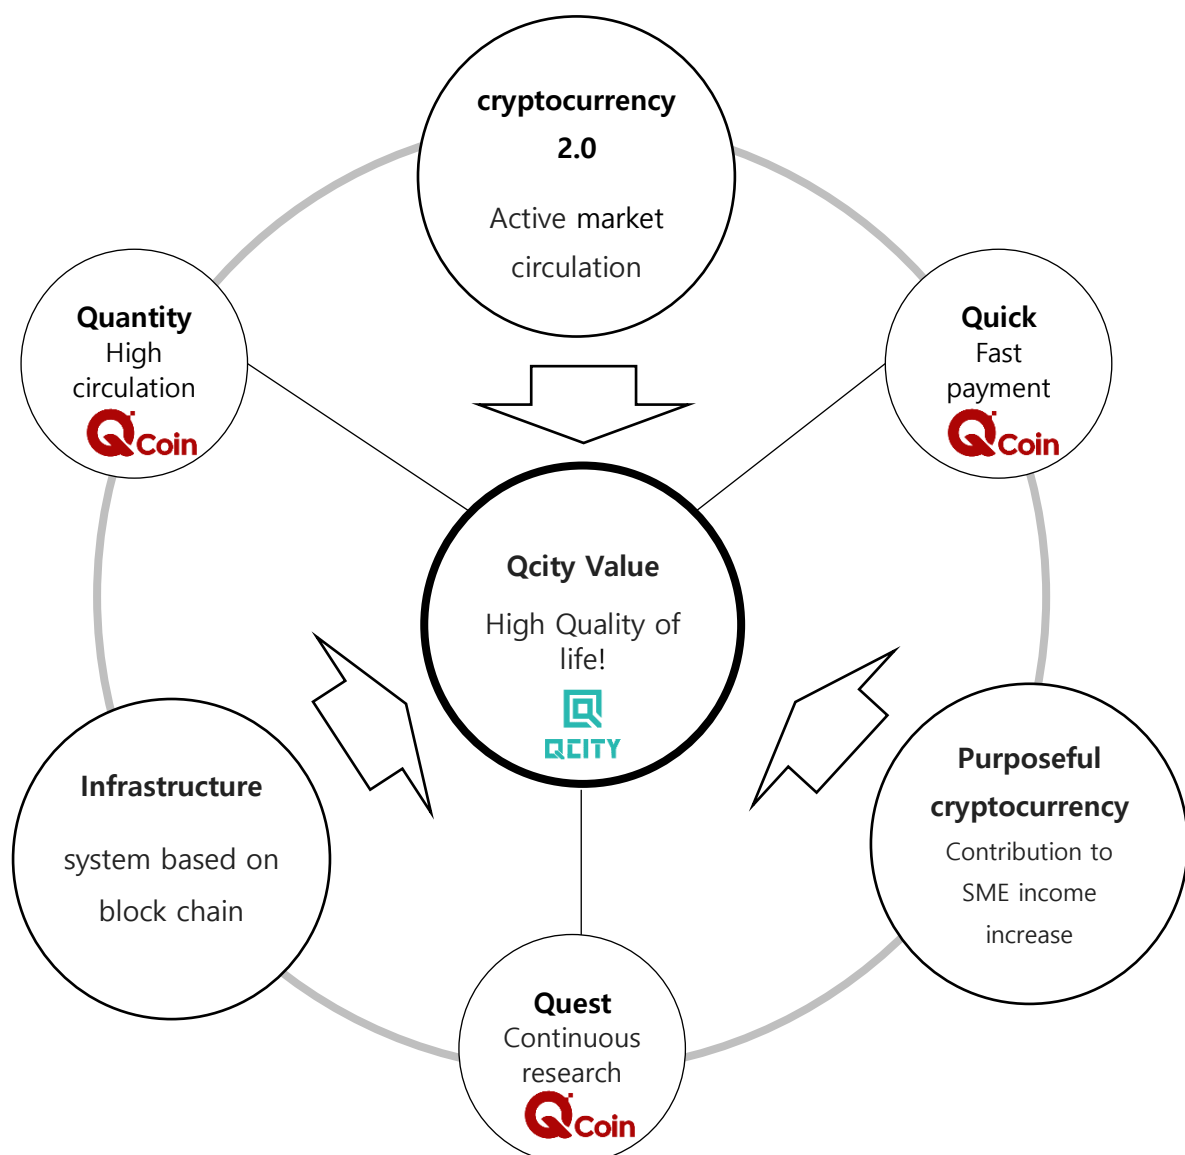 cryptocurrency
2.0
Active market
circulation
Quantity
High
circulation
QCoin
Quick
Fast
payment
QCoin
Qcity Value
High Quality of
life!
QCITY
Infrastructure
system based on
block chain
Purposeful
cryptocurrency
Contribution to
SME income
increase
Quest
Continuous
research
QCoin